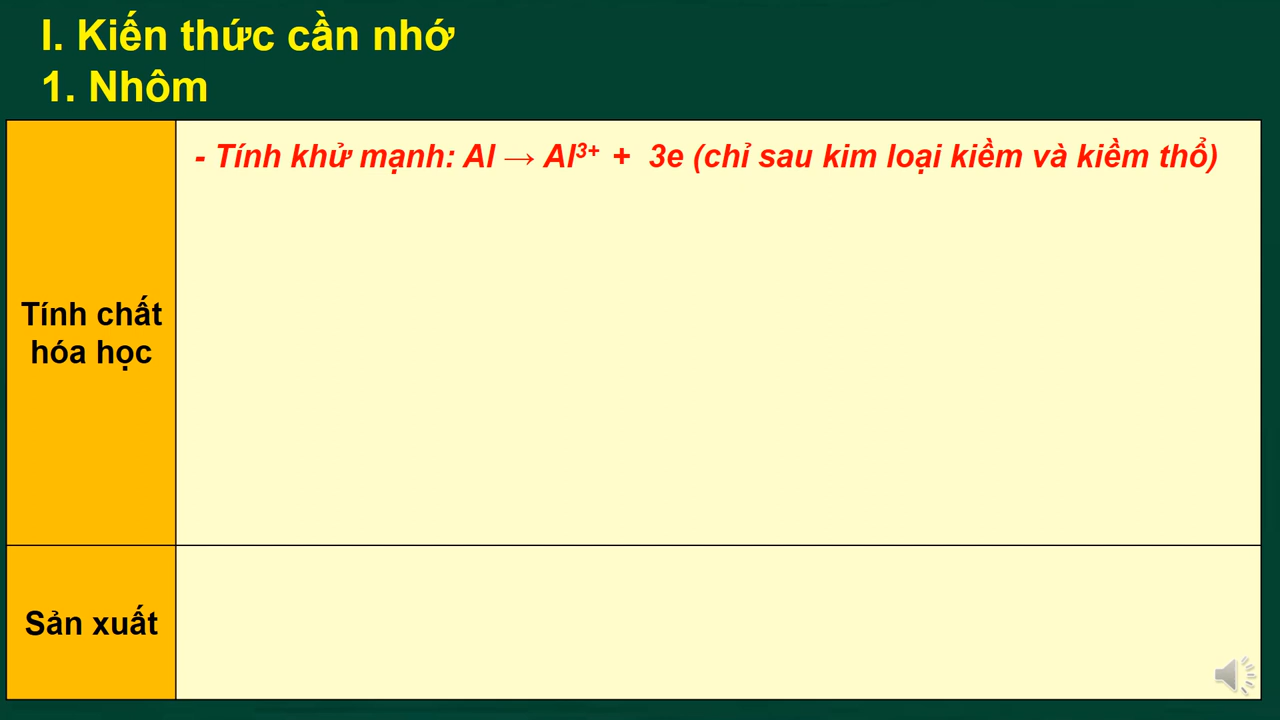 I. Kiến thức cần nhớ
1. Nhôm
- Tính khử mạnh: Al → Al³⁺ + 3e (chỉ sau kim loại kiềm và kiềm thổ)
Tính chất
hóa học
Sản xuất